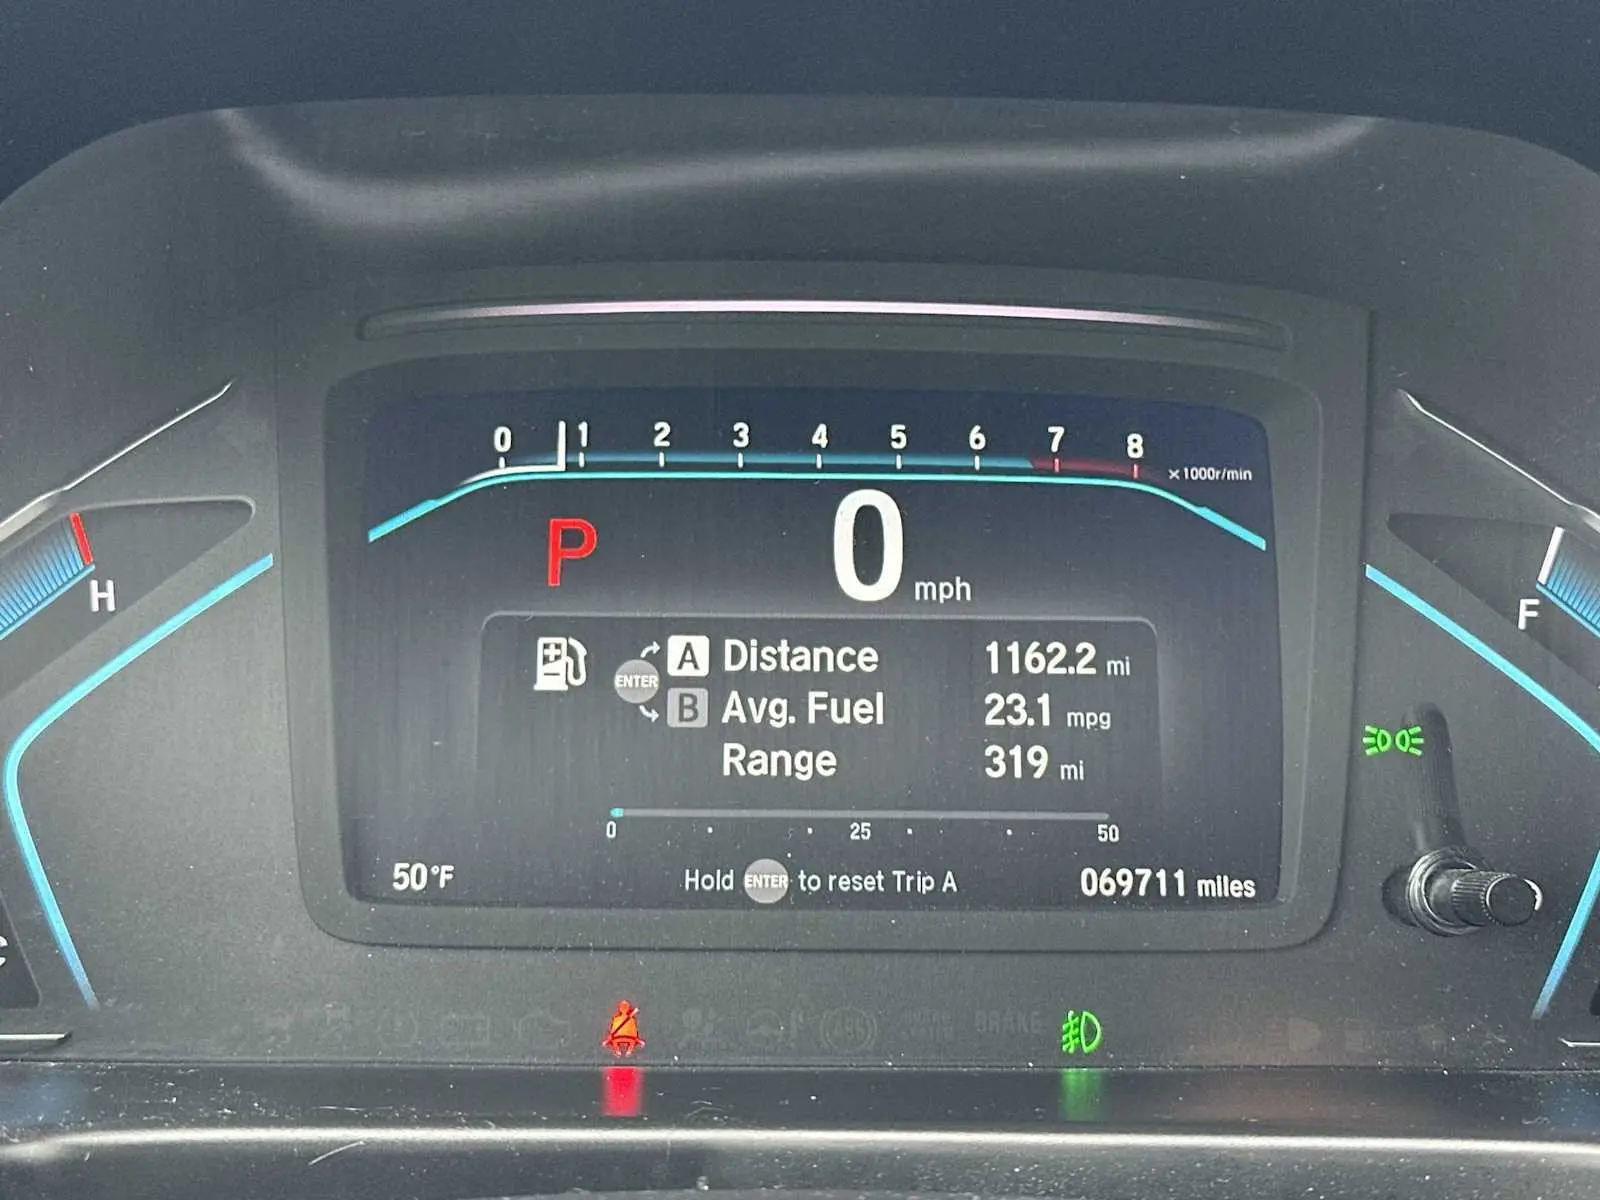 0 1 2 3 4 5 6 7 8
×1000r/min
P 0 mph
H
F
A Distance 1162.2 mi
ENTER
B Avg. Fuel 23.1 mpg
Range 319 mi
0 25 50
50°F Hold ENTER to reset Trip A 069711 miles
C
BRAKE